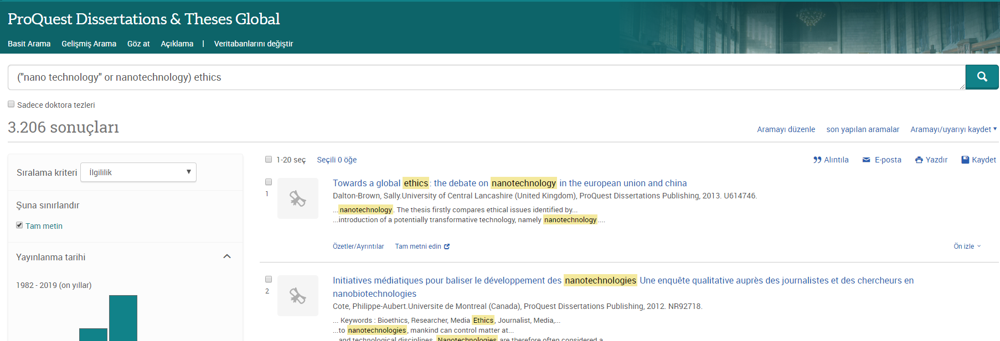 ProQuest Dissertations & Theses Global
Basit Arama Gelişmiş Arama Göz at Açıklama | Veritabanlarını değiştir
("nano technology" or nanotechnology) ethics
Sadece doktora tezleri
3.206 sonuçları
Aramayı düzenle son yapılan aramalar Aramayı/uyarıyı kaydet
Sıralama kriteri İlgililik
Şuna sınırlandır
Tam metin
Yayınlanma tarihi
1982 - 2019 (on yıllar)
1-20 seç Seçili 0 öğe
Alıntıla E-posta Yazdır Kaydet
1
Towards a global ethics: the debate on nanotechnology in the european union and china
Dalton-Brown, Sally.University of Central Lancashire (United Kingdom), ProQuest Dissertations Publishing, 2013. U614746.
...nanotechnology. The thesis firstly compares ethical issues identified by...
...introduction of a potentially transformative technology, namely nanotechnology....
Özetler/Ayrıntılar Tam metni edin Ön izle
2
Initiatives médiatiques pour baliser le développement des nanotechnologies Une enquête qualitative auprès des journalistes et des chercheurs en
nanobiotechnologies
Cote, Philippe-Aubert.Universite de Montreal (Canada), ProQuest Dissertations Publishing, 2012. NR92718.
... Keywords : Bioethics, Researcher, Media Ethics, Journalist, Media,...
...to nanotechnologies, mankind can control matter at...
and technological disciplines. Nanotechnologies are therefore often considered a